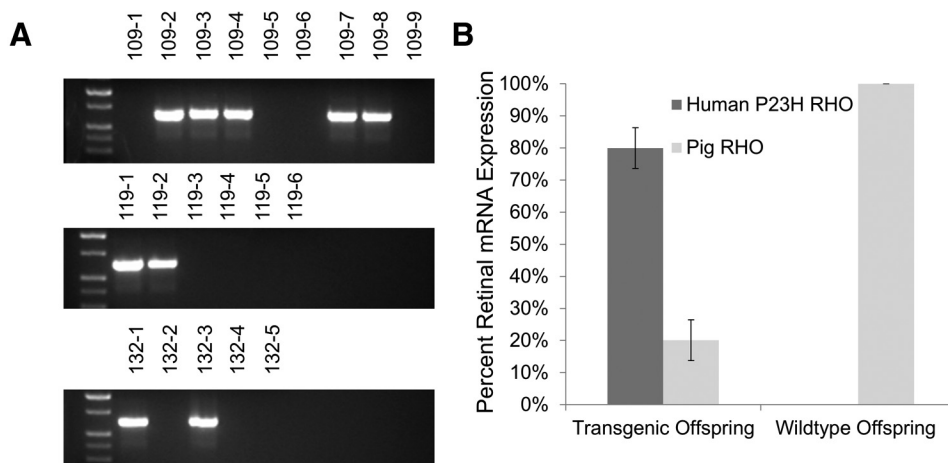 A
109-1 109-2 109-3 109-4 109-5 109-6 109-7 109-8 109-9
119-1 119-2 119-3 119-4 119-5 119-6
132-1 132-2 132-3 132-4 132-5
B
Percent Retinal mRNA Expression
100%
90%
80%
70%
60%
50%
40%
30%
20%
10%
0%
Human P23H RHO
Pig RHO
Transgenic Offspring Wildtype Offspring